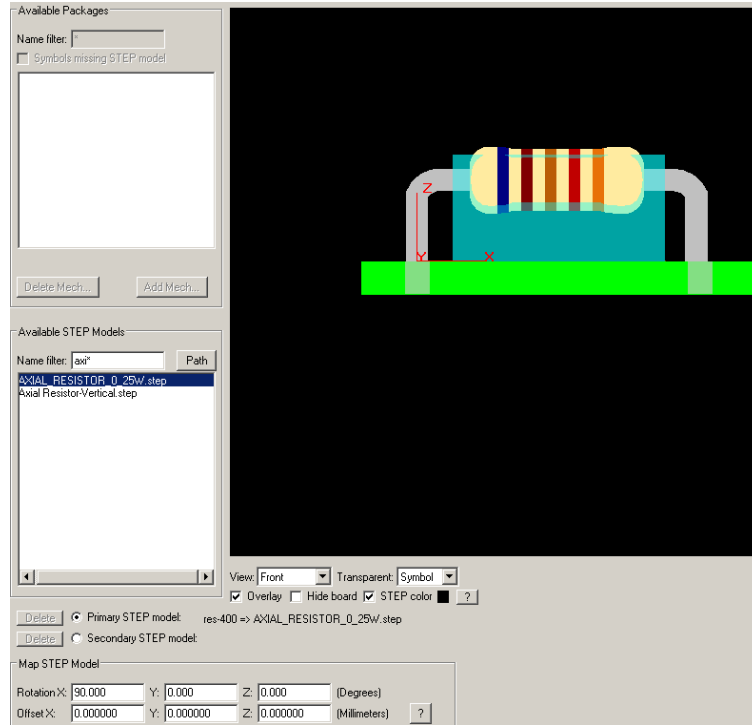 Available Packages
Name filter: *
Symbols missing STEP model
Delete Mech...
Add Mech...
Available STEP Models
Name filter: axi*
Path
AXIAL_RESISTOR_0_25W.step
Axial Resistor-Vertical.step
Z
Y
X
View: Front Transparent: Symbol
Overlay Hide board STEP color ?
Delete Primary STEP model: res-400 => AXIAL_RESISTOR_0_25W.step
Delete Secondary STEP model:
Map STEP Model
Rotation X: 90.000 Y: 0.000 Z: 0.000 (Degrees)
Offset X: 0.000000 Y: 0.000000 Z: 0.000000 (Millimeters) ?